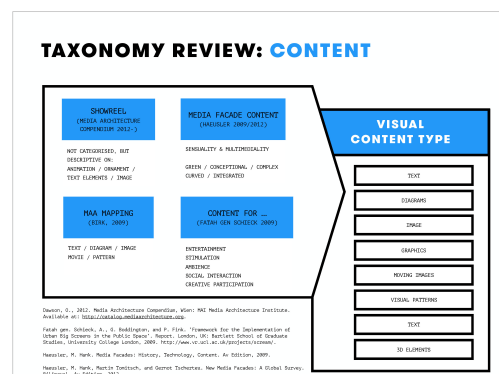 TAXONOMY REVIEW: CONTENT
SHOWREEL
(MEDIA ARCHITECTURE
COMPENDIUM 2012-)
NOT CATEGORISED, BUT
DESCRIPTIVE ON:
ANIMATION / ORNAMENT /
TEXT ELEMENTS / IMAGE
MEDIA FACADE CONTENT
(HAEUSLER 2009/2012)
SENSUALITY & MULTIMEDIALITY
GREEN / CONCEPTIONAL / COMPLEX
CURVED / INTEGRATED
MAA MAPPING
(BIRK, 2009)
TEXT / DIAGRAM / IMAGE
MOVIE / PATTERN
CONTENT FOR …
(FATAH GEN SCHIECK 2009)
ENTERTAINMENT
STIMULATION
AMBIENCE
SOCIAL INTERACTION
CREATIVE PARTICIPATION
VISUAL
CONTENT TYPE
TEXT
DIAGRAMS
IMAGE
GRAPHICS
MOVING IMAGES
VISUAL PATTERNS
TEXT
3D ELEMENTS
Dawson, O., 2012. Media Architecture Compendium, Wien: MAI Media Architecture Institute.
Available at: http://catalog.mediaarchitecture.org.
Fatah gen. Schieck, A., G. Boddington, and P. Fink. 'Framework for the Implementation of
Urban Big Screens in the Public Space'. Report. London, UK: Bartlett School of Graduate
Studies, University College London, 2009. http://www.vr.ucl.ac.uk/projects/screens/.
Haeusler, M. Hank. Media Facades: History, Technology, Content. Av Edition, 2009.
Haeusler, M. Hank, Martin Tomitsch, and Gernot Tscherteu. New Media Facades: A Global Survey.